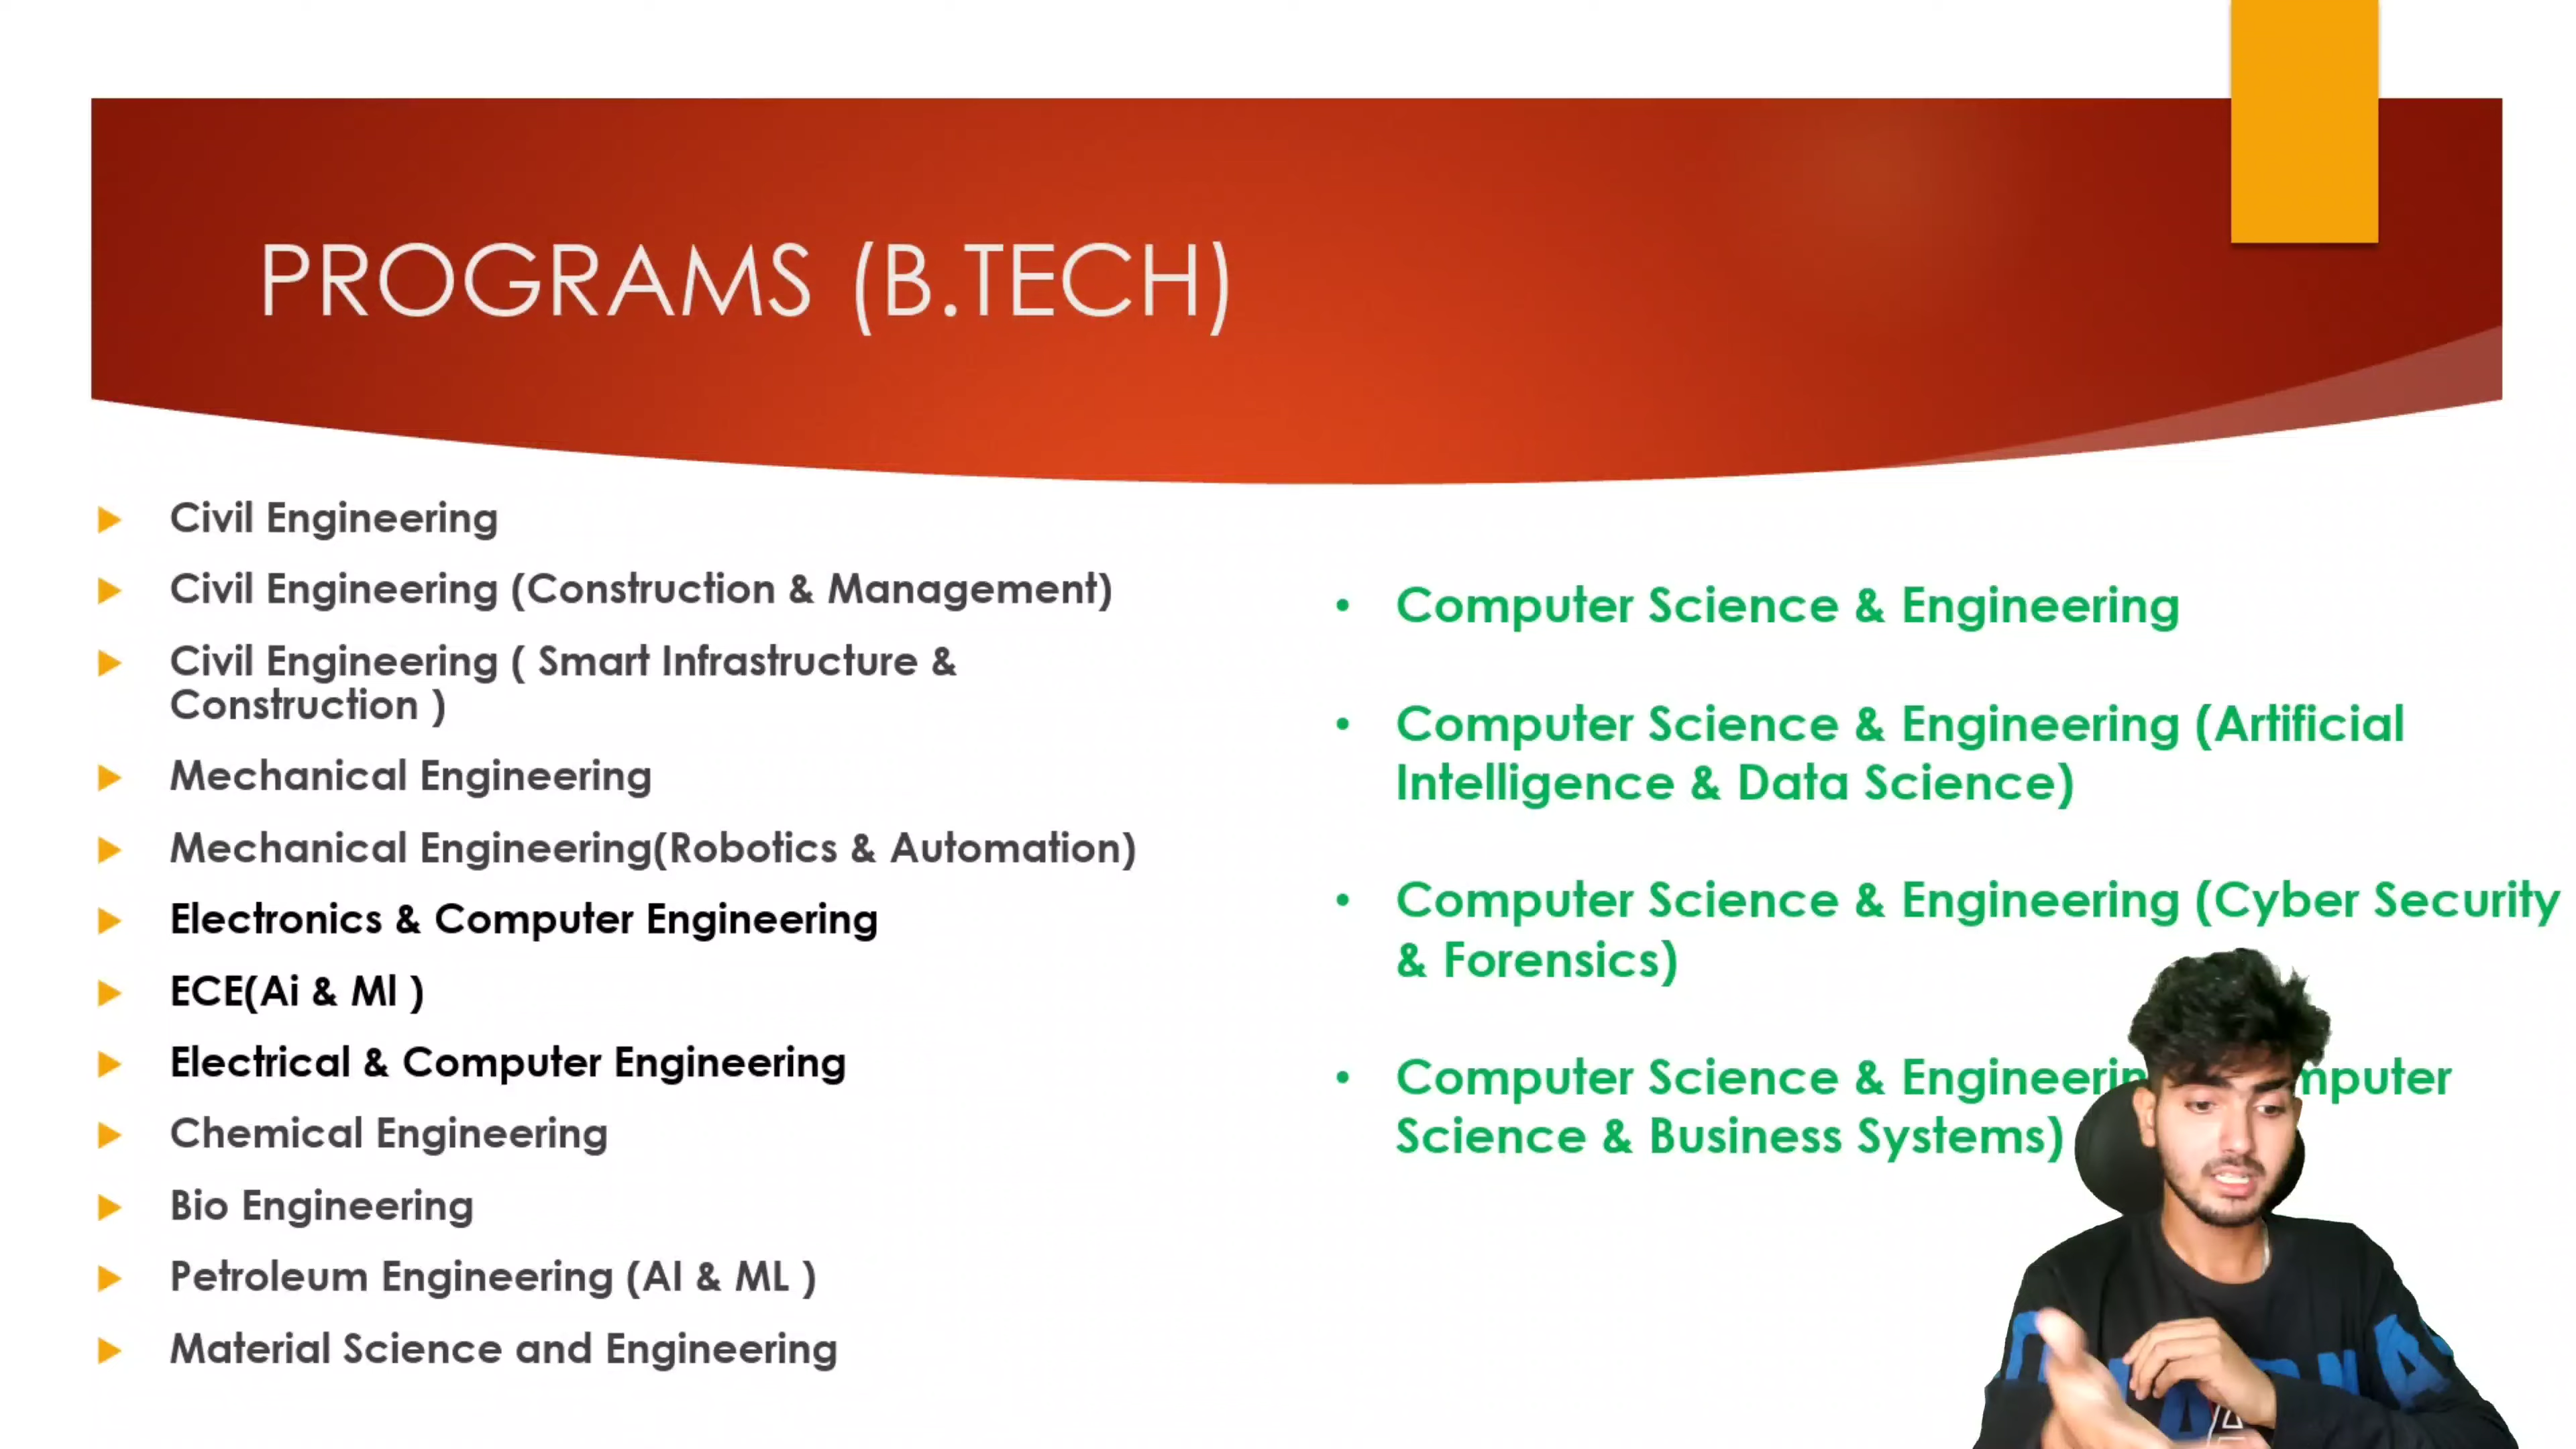 PROGRAMS (B.TECH)
Civil Engineering
Civil Engineering (Construction & Management)
Civil Engineering ( Smart Infrastructure &
Construction )
Mechanical Engineering
Mechanical Engineering(Robotics & Automation)
Electronics & Computer Engineering
ECE(Ai & Ml )
Electrical & Computer Engineering
Chemical Engineering
Bio Engineering
Petroleum Engineering (AI & ML )
Material Science and Engineering
Computer Science & Engineering
Computer Science & Engineering (Artificial
Intelligence & Data Science)
Computer Science & Engineering (Cyber Security
& Forensics)
Computer Science & Engineerin mputer
Science & Business Systems)